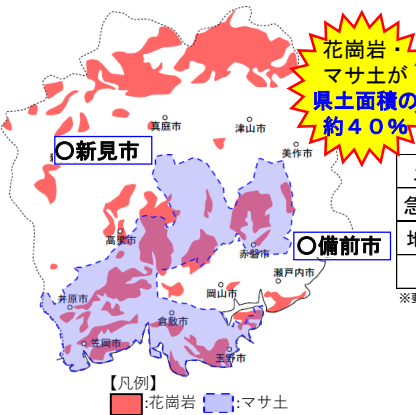 花崗岩・
マサ土が
県土面積の
約40%
真庭市
津山市
美作市
○新見市
高梁市
赤磐市
○備前市
瀬戸内市
岡山市
井原市
倉敷市
笠岡市
玉野市
急
地
【凡例】
:花崗岩 :マサ土